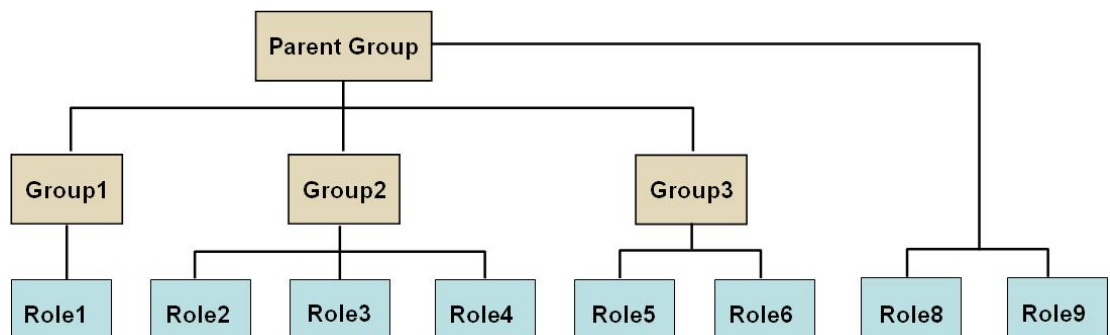 Parent Group
Group1
Group2
Group3
Role1
Role2
Role3
Role4
Role5
Role6
Role8
Role9